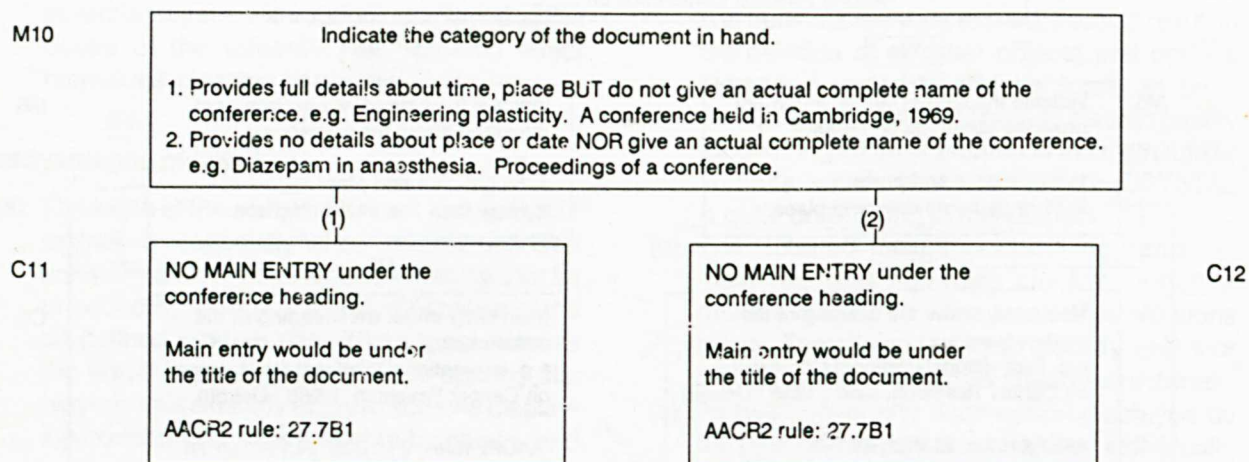 M10
Indicate the category of the document in hand.
1. Provides full details about time, place BUT do not give an actual complete name of the
conference. e.g. Engineering plasticity. A conference held in Cambridge, 1969.
2. Provides no details about place or date NOR give an actual complete name of the conference.
e.g. Diazepam in anaesthesia. Proceedings of a conference.
(1)
(2)
C11
NO MAIN ENTRY under the
conference heading.
Main entry would be under
the title of the document.
AACR2 rule: 27.7B1
C12
NO MAIN ENTRY under the
conference heading.
Main entry would be under
the title of the document.
AACR2 rule: 27.7B1